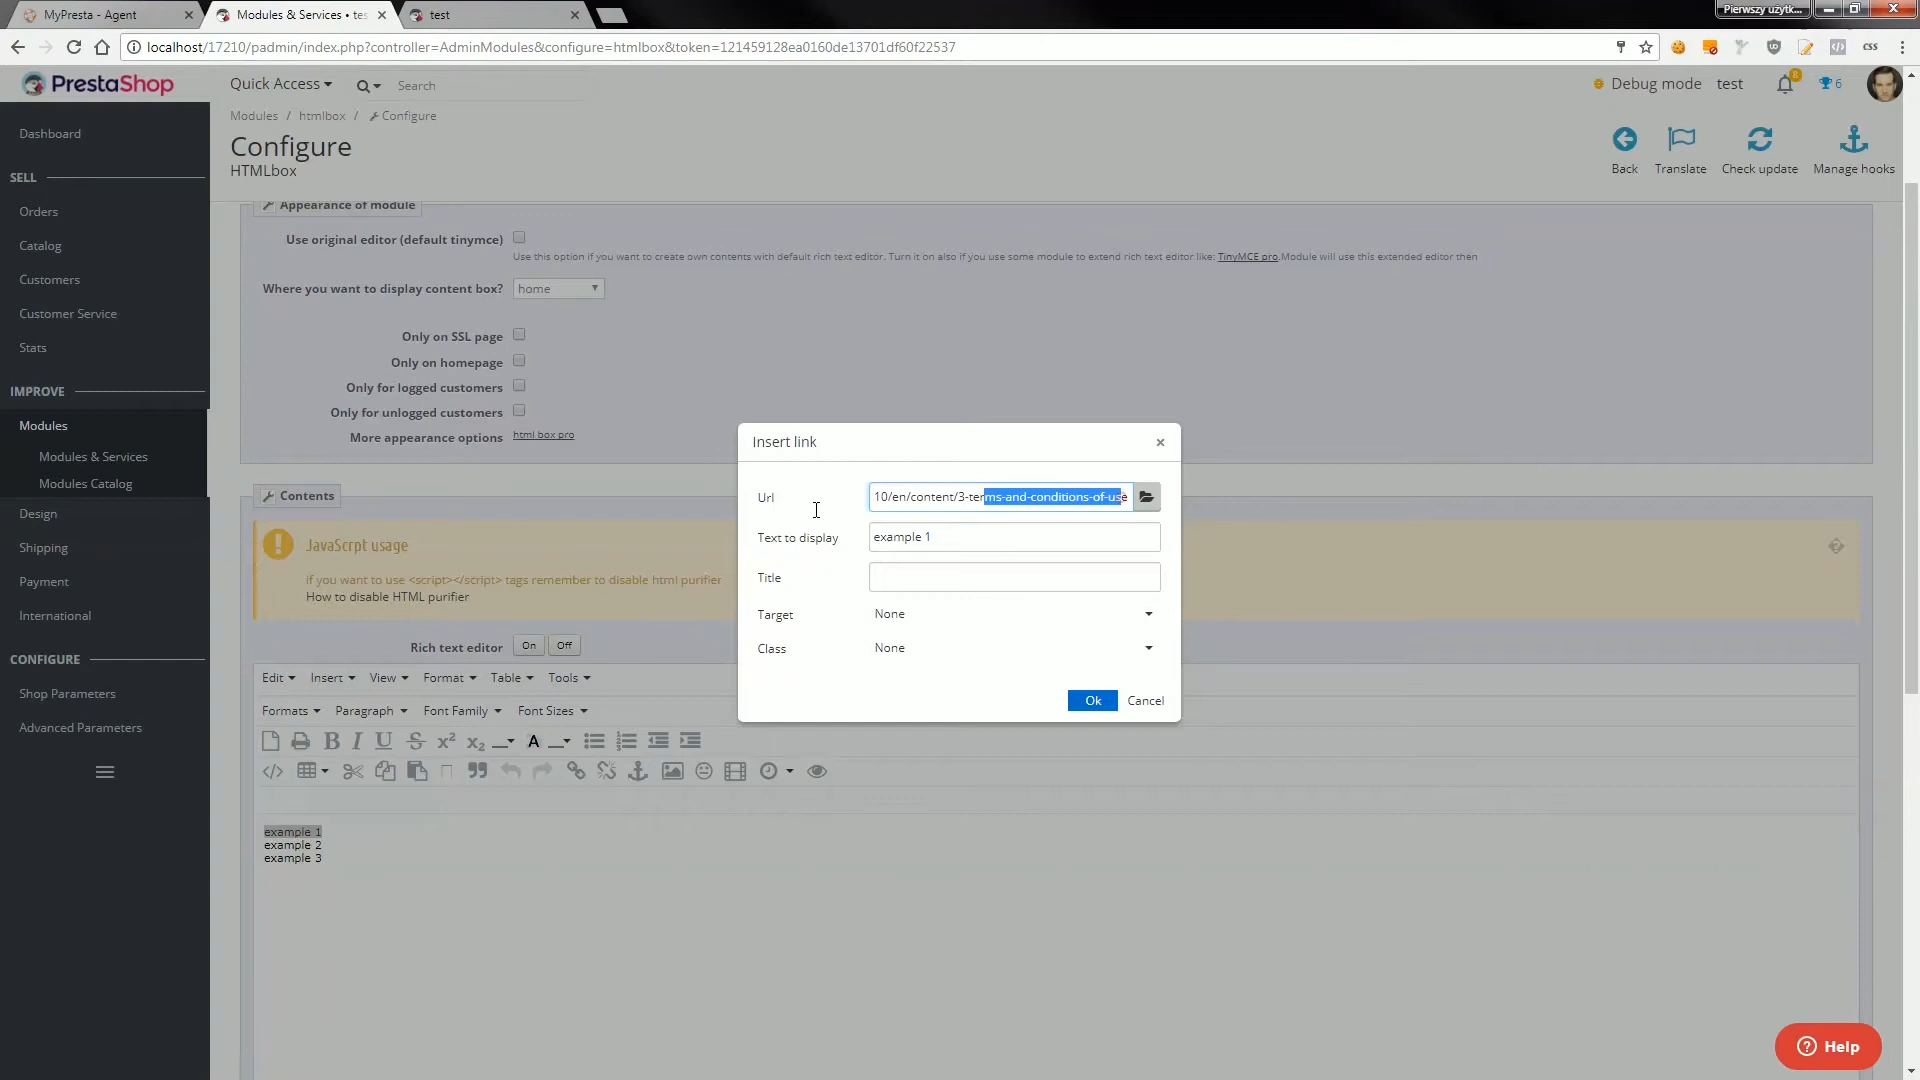 MyPresta - Agent
Modules & Services • tes
test
Pierwszy użytk...
localhost/17210/padmin/index.php?controller=AdminModules&configure=htmlbox&token=121459128ea0160de13701df60f22537
css
PrestaShop
Quick Access
Search
Debug mode
test
8
6
Modules / htmlbox / Configure
Configure
HTMLbox
Back
Translate
Check update
Manage hooks
Dashboard
SELL
Orders
Catalog
Customers
Customer Service
Stats
IMPROVE
Modules
Modules & Services
Modules Catalog
Design
Shipping
Payment
International
CONFIGURE
Shop Parameters
Advanced Parameters
Appearance of module
Use original editor (default tinymce)
Use this option if you want to create own contents with default rich text editor. Turn it on also if you use some module to extend rich text editor like: TinyMCE pro.Module will use this extended editor then
Where you want to display content box?
home
Only on SSL page
Only on homepage
Only for logged customers
Only for unlogged customers
More appearance options
html box pro
Contents
JavaScrpt usage
if you want to use <script></script> tags remember to disable html purifier
How to disable HTML purifier
Rich text editor
On
Off
Edit
Insert
View
Format
Table
Tools
Formats
Paragraph
Font Family
Font Sizes
example 1
example 2
example 3
Insert link
×
Url
10/en/content/3-terms-and-conditions-of-use
Text to display
example 1
Title
Target
None
Class
None
Ok
Cancel
Help